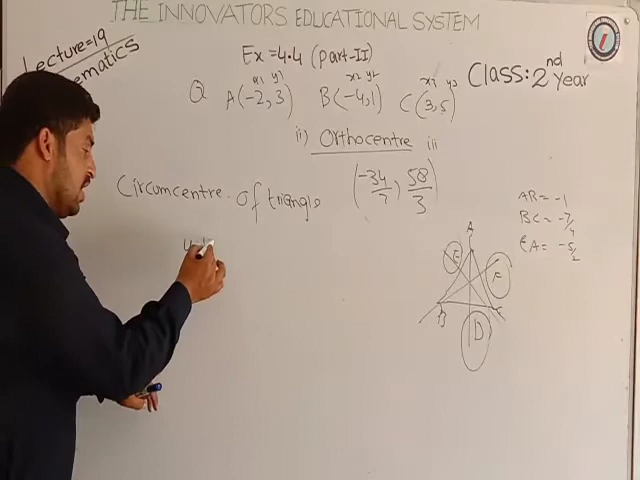 THE INNOVATORS EDUCATIONAL SYSTEM
Lecture=19
ematics
Ex=4.4 (Part-II)
Class: 2nd year
x1 y1 x2 y2 x3 y3
Q A(-2,3) B(-4,1) C(3,5)
ii) Orthocentre iii
Circumcentre. Of triangle (-34/3, 58/3)
AB = -1
BC = -7/4
CA = -5/2
A
E F
B C
D